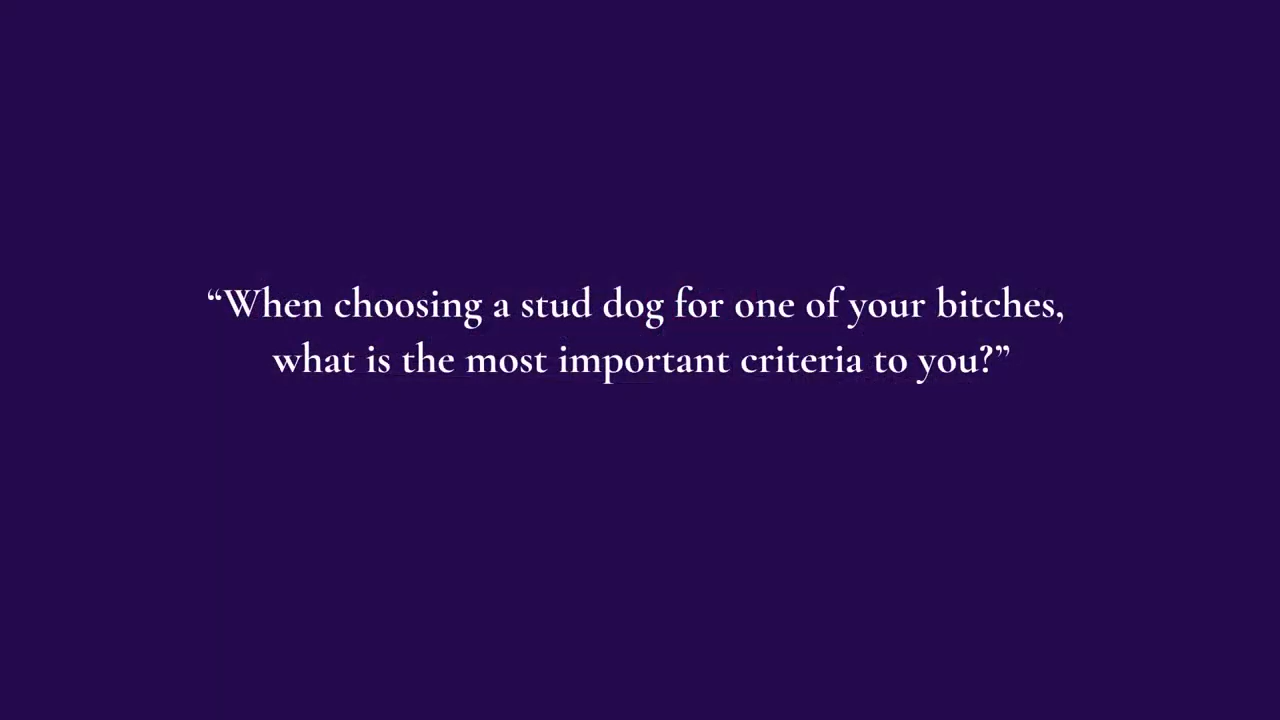 “When choosing a stud dog for one of your bitches,
what is the most important criteria to you?”